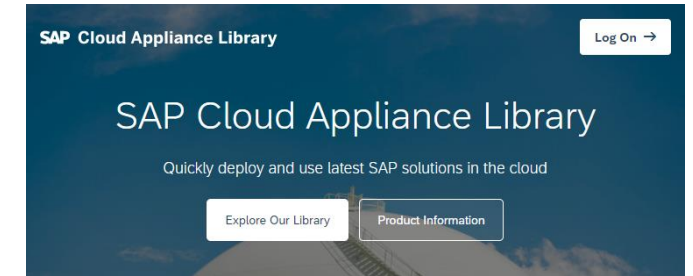 SAP Cloud Appliance Library
Log On →
SAP Cloud Appliance Library
Quickly deploy and use latest SAP solutions in the cloud
Explore Our Library
Product Information